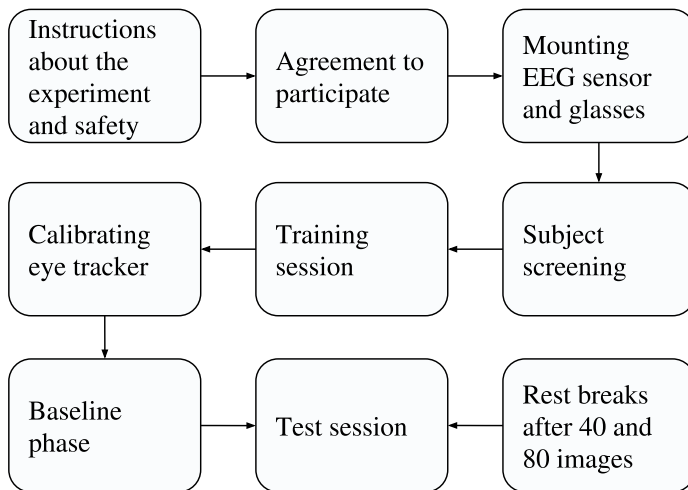 Instructions
about the
experiment
and safety
Agreement to
participate
Mounting
EEG sensor
and glasses
Calibrating
eye tracker
Training
session
Subject
screening
Baseline
phase
Test session
Rest breaks
after 40 and
80 images